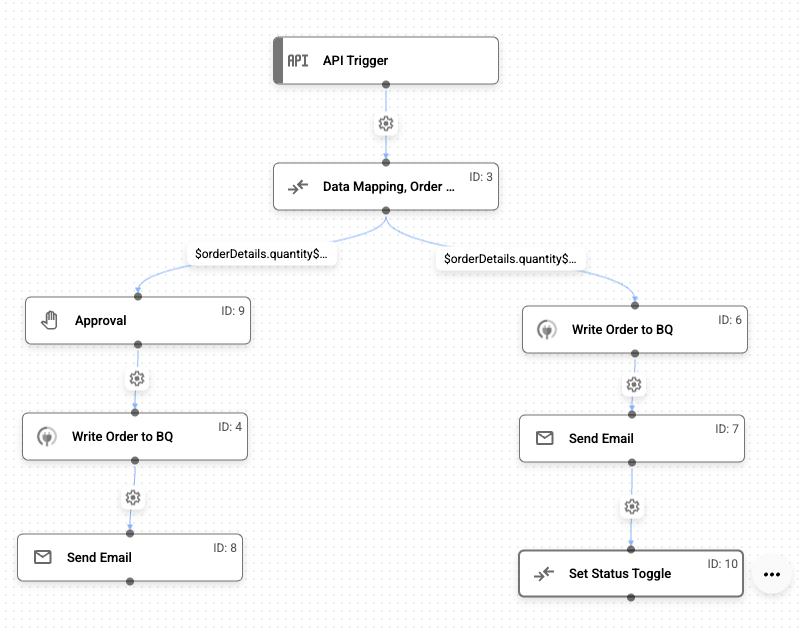 API
API Trigger
ID: 3
Data Mapping, Order ...
$orderDetails.quantity$...
$orderDetails.quantity$...
ID: 9
Approval
ID: 6
Write Order to BQ
ID: 4
Write Order to BQ
ID: 7
Send Email
ID: 8
Send Email
ID: 10
Set Status Toggle